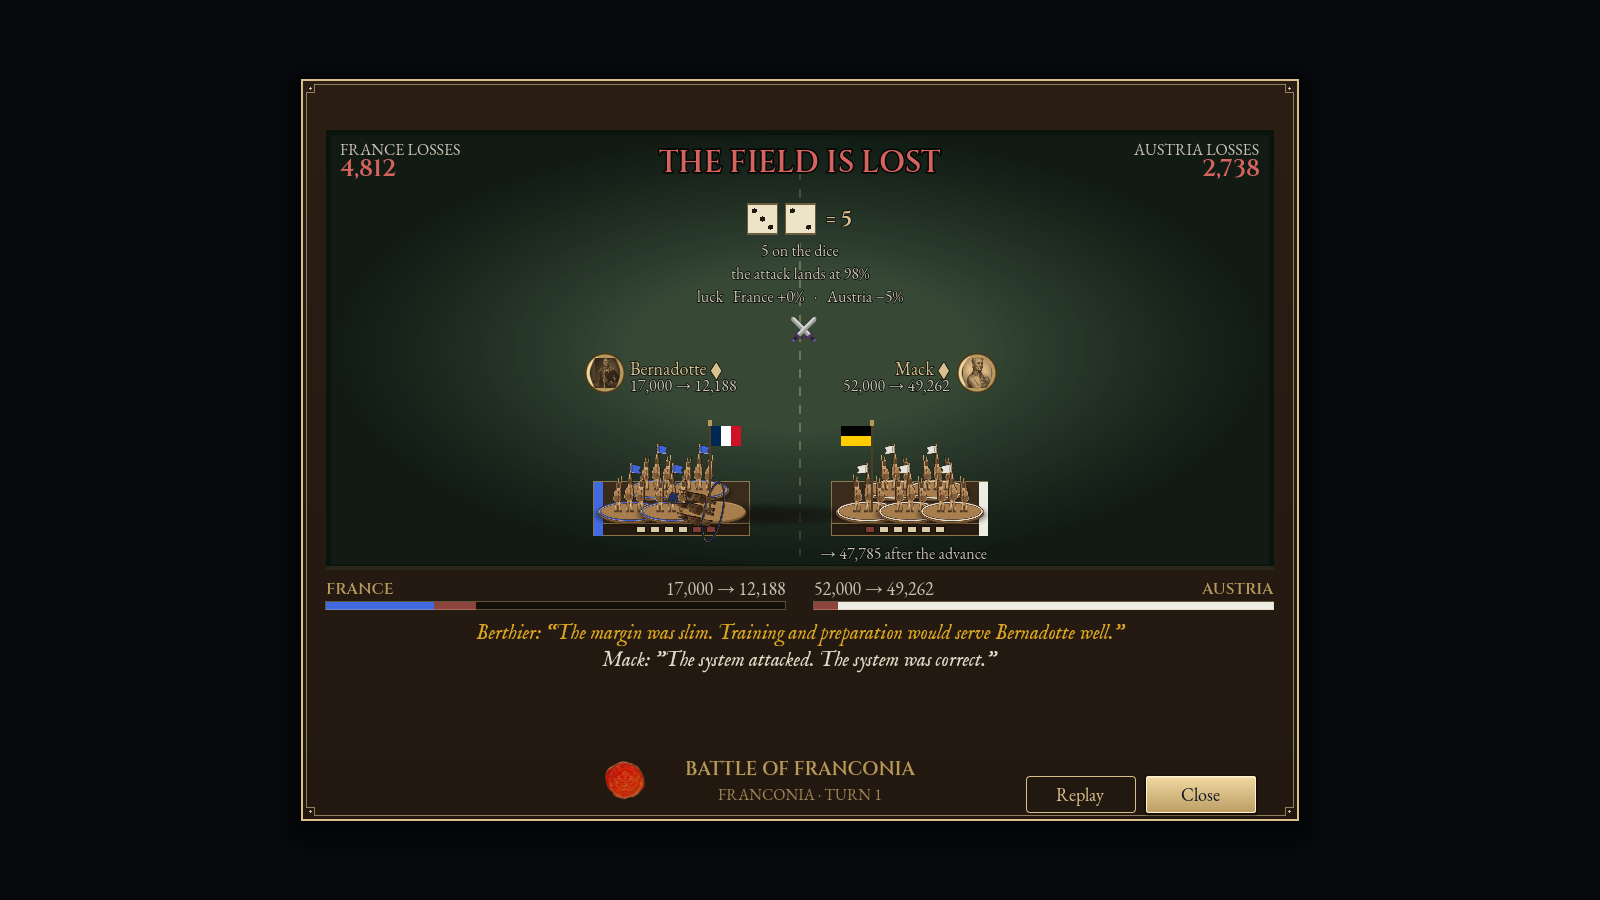 FRANCE LOSSES
4,812
THE FIELD IS LOST
AUSTRIA LOSSES
2,738
= 5
5 on the dice
the attack lands at 98%
luck France +0% · Austria −5%
Bernadotte
17,000 → 12,188
Mack
52,000 → 49,262
→ 47,785 after the advance
FRANCE 17,000 → 12,188
52,000 → 49,262 AUSTRIA
Berthier: “The margin was slim. Training and preparation would serve Bernadotte well.”
Mack: ”The system attacked. The system was correct.”
BATTLE OF FRANCONIA
FRANCONIA · TURN 1
Replay
Close